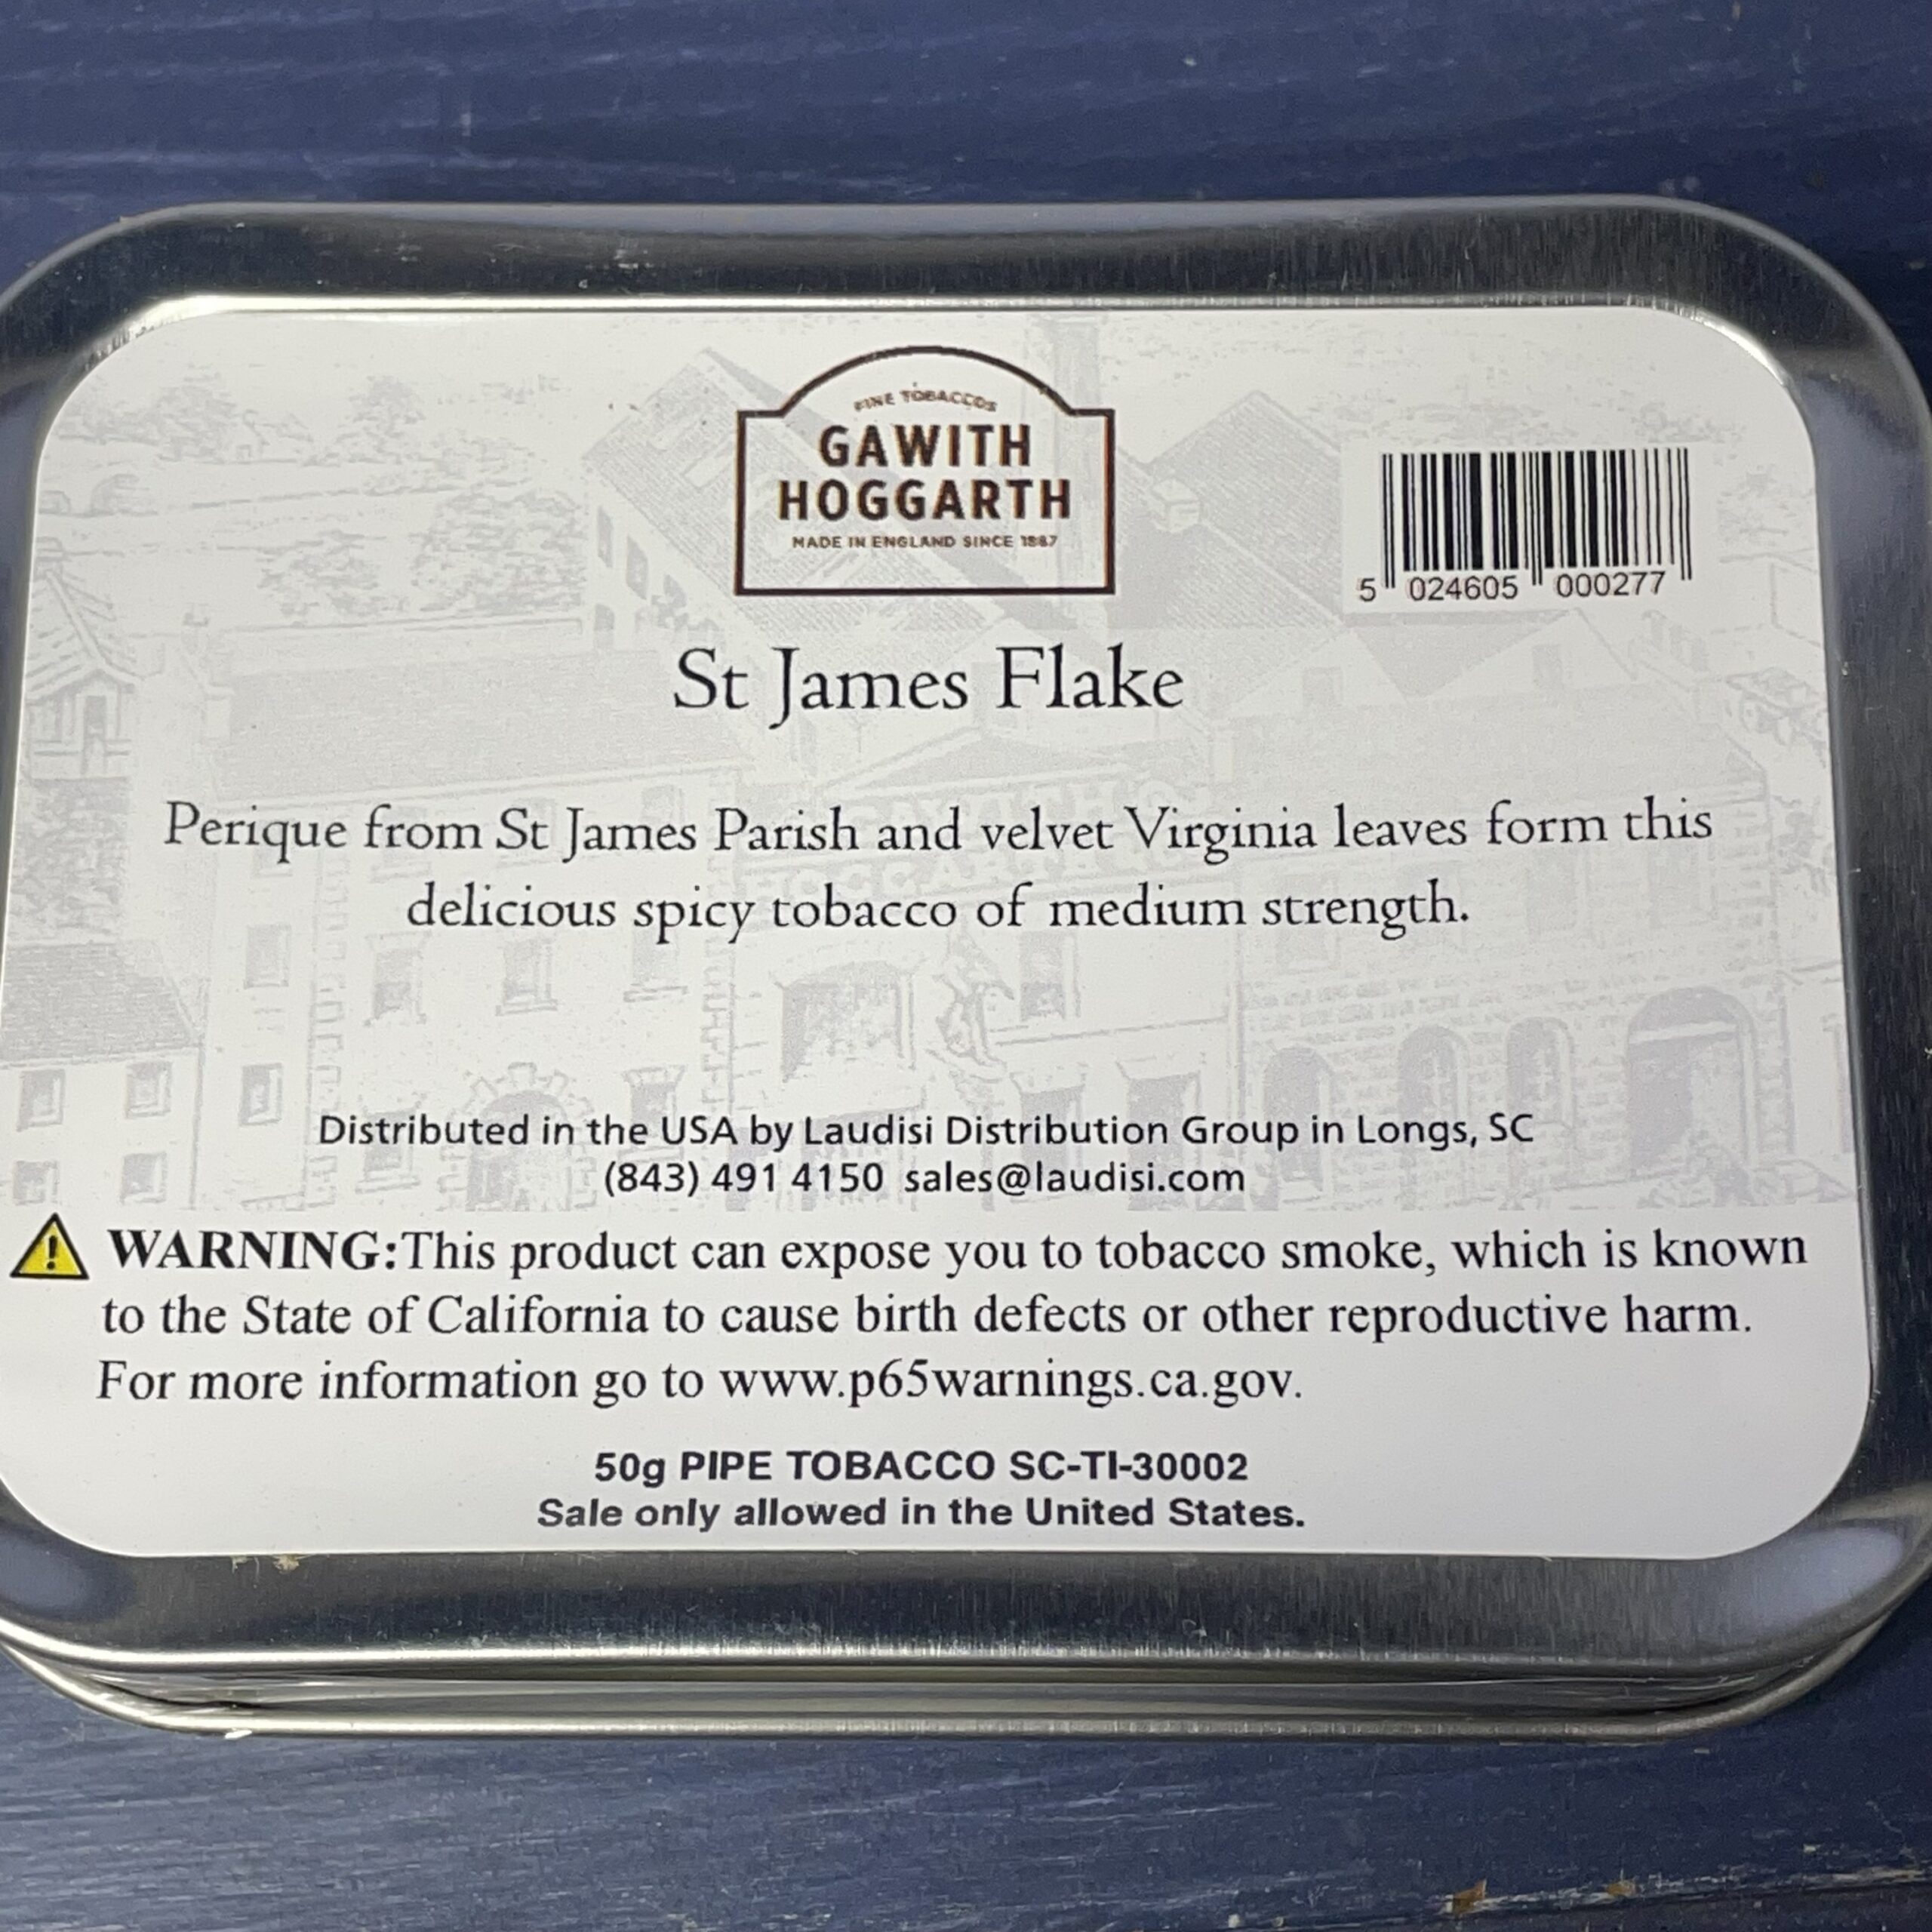 FINE TOBACCOS
GAWITH
HOGGARTH
MADE IN ENGLAND SINCE 1887
5 024605 000277
St James Flake
Perique from St James Parish and velvet Virginia leaves form this
delicious spicy tobacco of medium strength.
Distributed in the USA by Laudisi Distribution Group in Longs, SC
(843) 491 4150 sales@laudisi.com
WARNING:This product can expose you to tobacco smoke, which is known
to the State of California to cause birth defects or other reproductive harm.
For more information go to www.p65warnings.ca.gov.
50g PIPE TOBACCO SC-TI-30002
Sale only allowed in the United States.